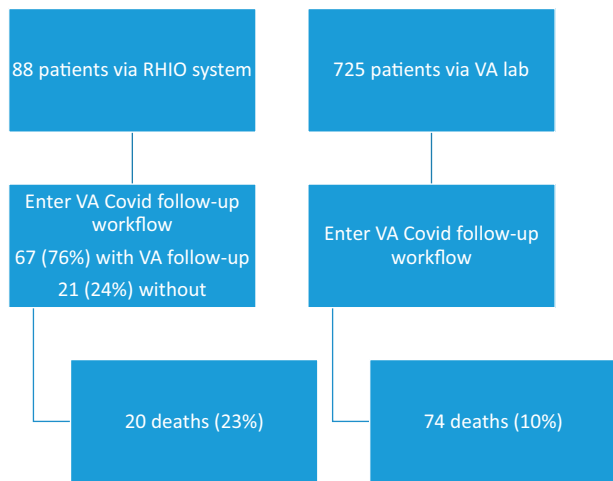 88 patients via RHIO system
725 patients via VA lab
Enter VA Covid follow-up
workflow
67 (76%) with VA follow-up
21 (24%) without
Enter VA Covid follow-up
workflow
20 deaths (23%)
74 deaths (10%)